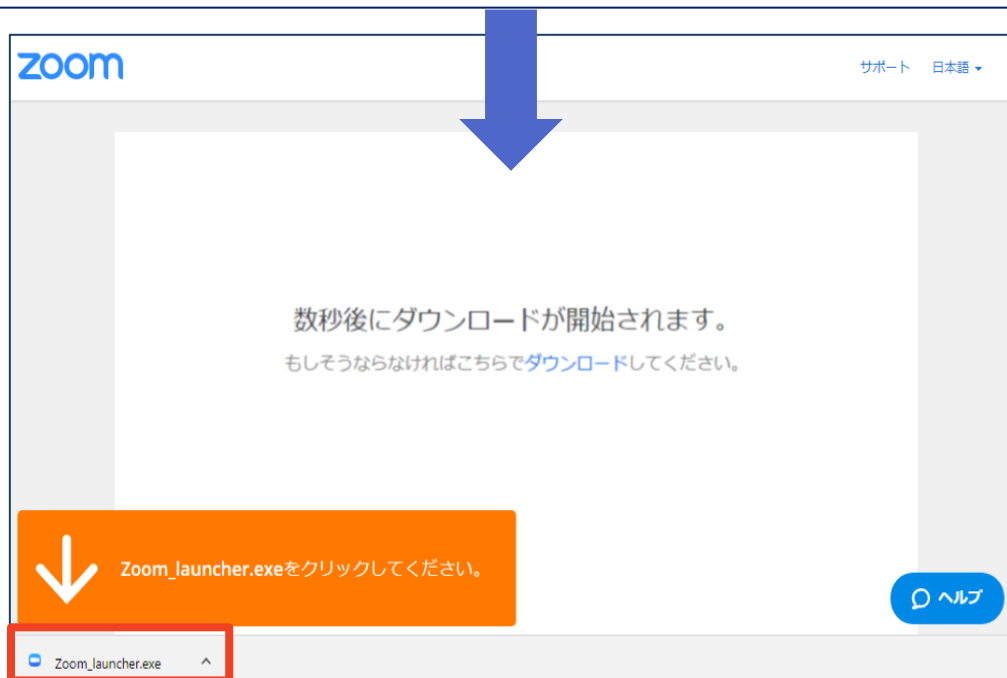 zoom
サポート 日本語
数秒後にダウンロードが開始されます。
もしそうならなければこちらでダウンロードしてください。
Zoom_launcher.exeをクリックしてください。
ヘルプ
Zoom_launcher.exe